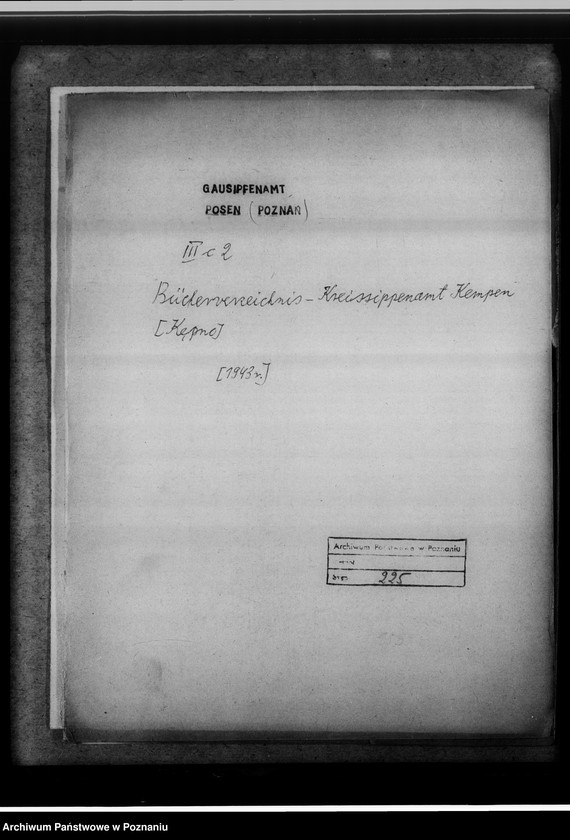 GAUSIPPENAMT
POSEN (POZNAŃ)
III c 2
Bücherverzeichnis - Kreissippenamt Kempen
[Kępno]
[1943 r.]
Archiwum Państwowe w Poznaniu
225
Archiwum Państwowe w Poznaniu